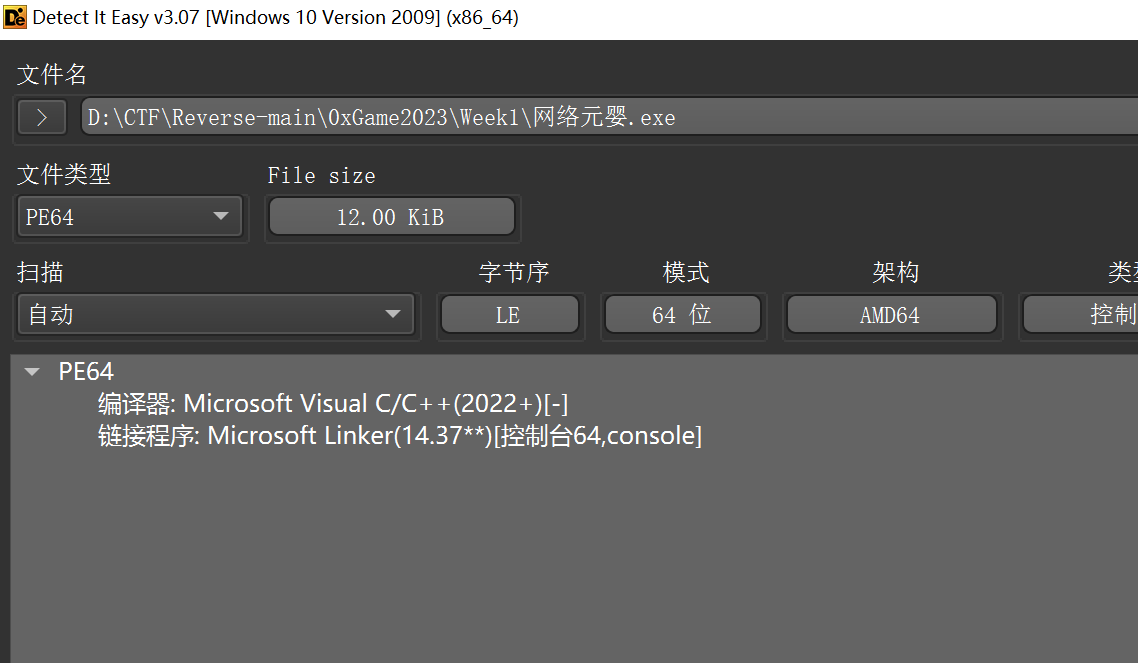 Detect It Easy v3.07 [Windows 10 Version 2009] (x86_64)
文件名
D:\CTF\Reverse-main\0xGame2023\Week1\网络元婴.exe
文件类型 File size
PE64 12.00 KiB
扫描 字节序 模式 架构
自动 LE 64 位 AMD64 控制
PE64
编译器: Microsoft Visual C/C++(2022+)[-]
链接程序: Microsoft Linker(14.37**)[控制台64,console]